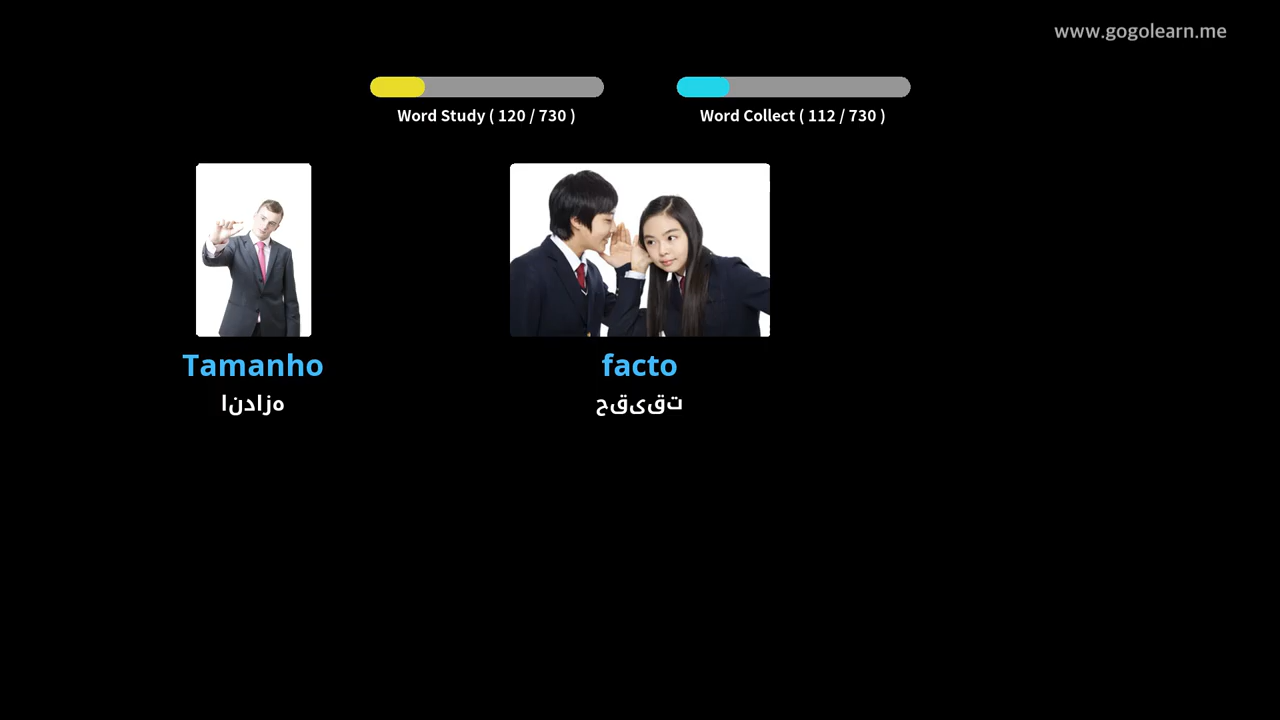 www.gogolearn.me
Word Study ( 120 / 730 )
Word Collect ( 112 / 730 )
Tamanho
اندازه
facto
حقیقت